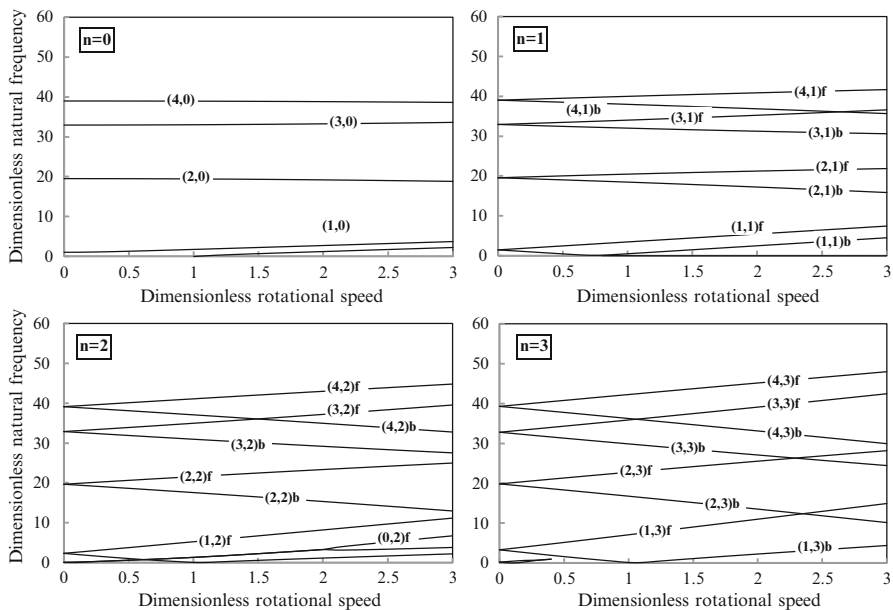 60
50
40
30
20
10
0
Dimensionless natural frequency
n=0
(4,0)
(3,0)
(2,0)
(1,0)
0 0.5 1 1.5 2 2.5 3
Dimensionless rotational speed
60
50
40
30
20
10
0
n=1
(4,1)f
(4,1)b
(3,1)f
(3,1)b
(2,1)f
(2,1)b
(1,1)f
(1,1)b
0 0.5 1 1.5 2 2.5 3
Dimensionless rotational speed
60
50
40
30
20
10
0
Dimensionless natural frequency
n=2
(4,2)f
(3,2)f
(4,2)b
(3,2)b
(2,2)f
(2,2)b
(1,2)f
(0,2)f
0 0.5 1 1.5 2 2.5 3
Dimensionless rotational speed
60
50
40
30
20
10
0
n=3
(4,3)f
(3,3)f
(4,3)b
(3,3)b
(2,3)f
(2,3)b
(1,3)f
(1,3)b
0 0.5 1 1.5 2 2.5 3
Dimensionless rotational speed